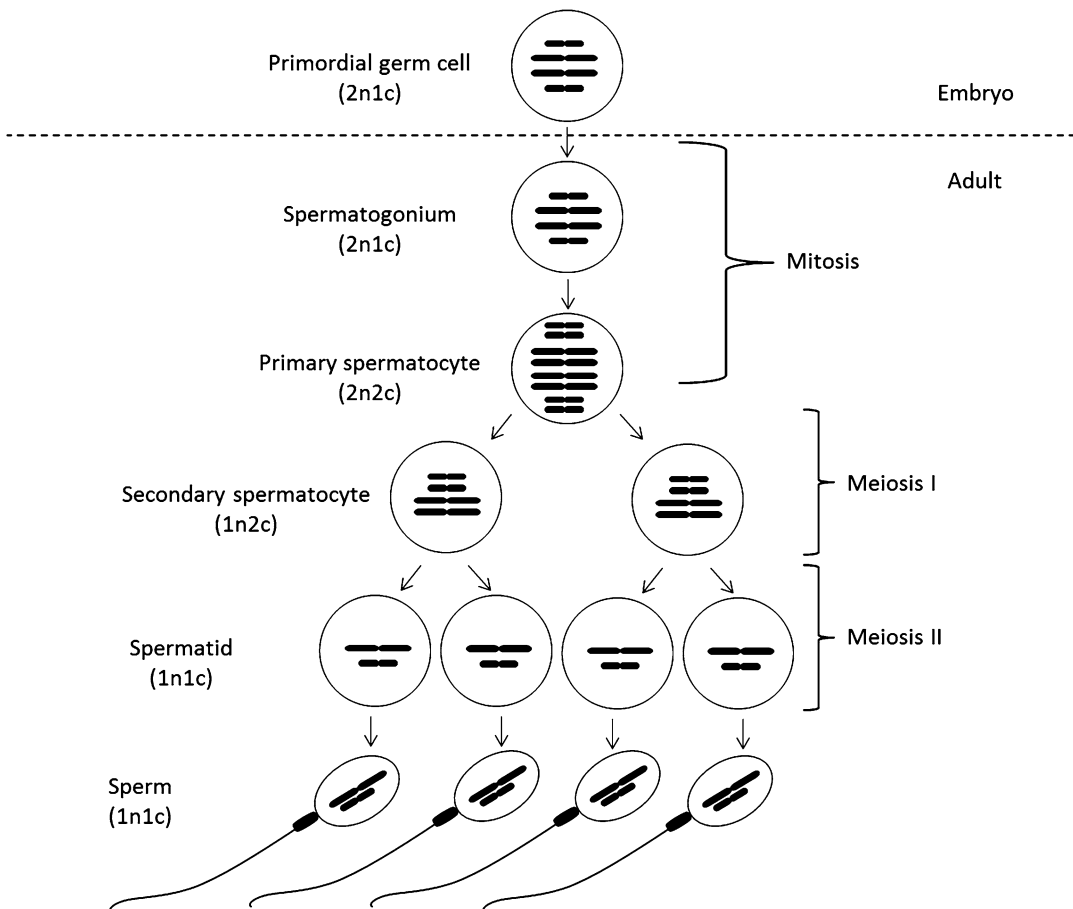 Primordial germ cell
(2n1c)
Embryo
Adult
Spermatogonium
(2n1c)
Mitosis
Primary spermatocyte
(2n2c)
Secondary spermatocyte
(1n2c)
Meiosis I
Spermatid
(1n1c)
Meiosis II
Sperm
(1n1c)